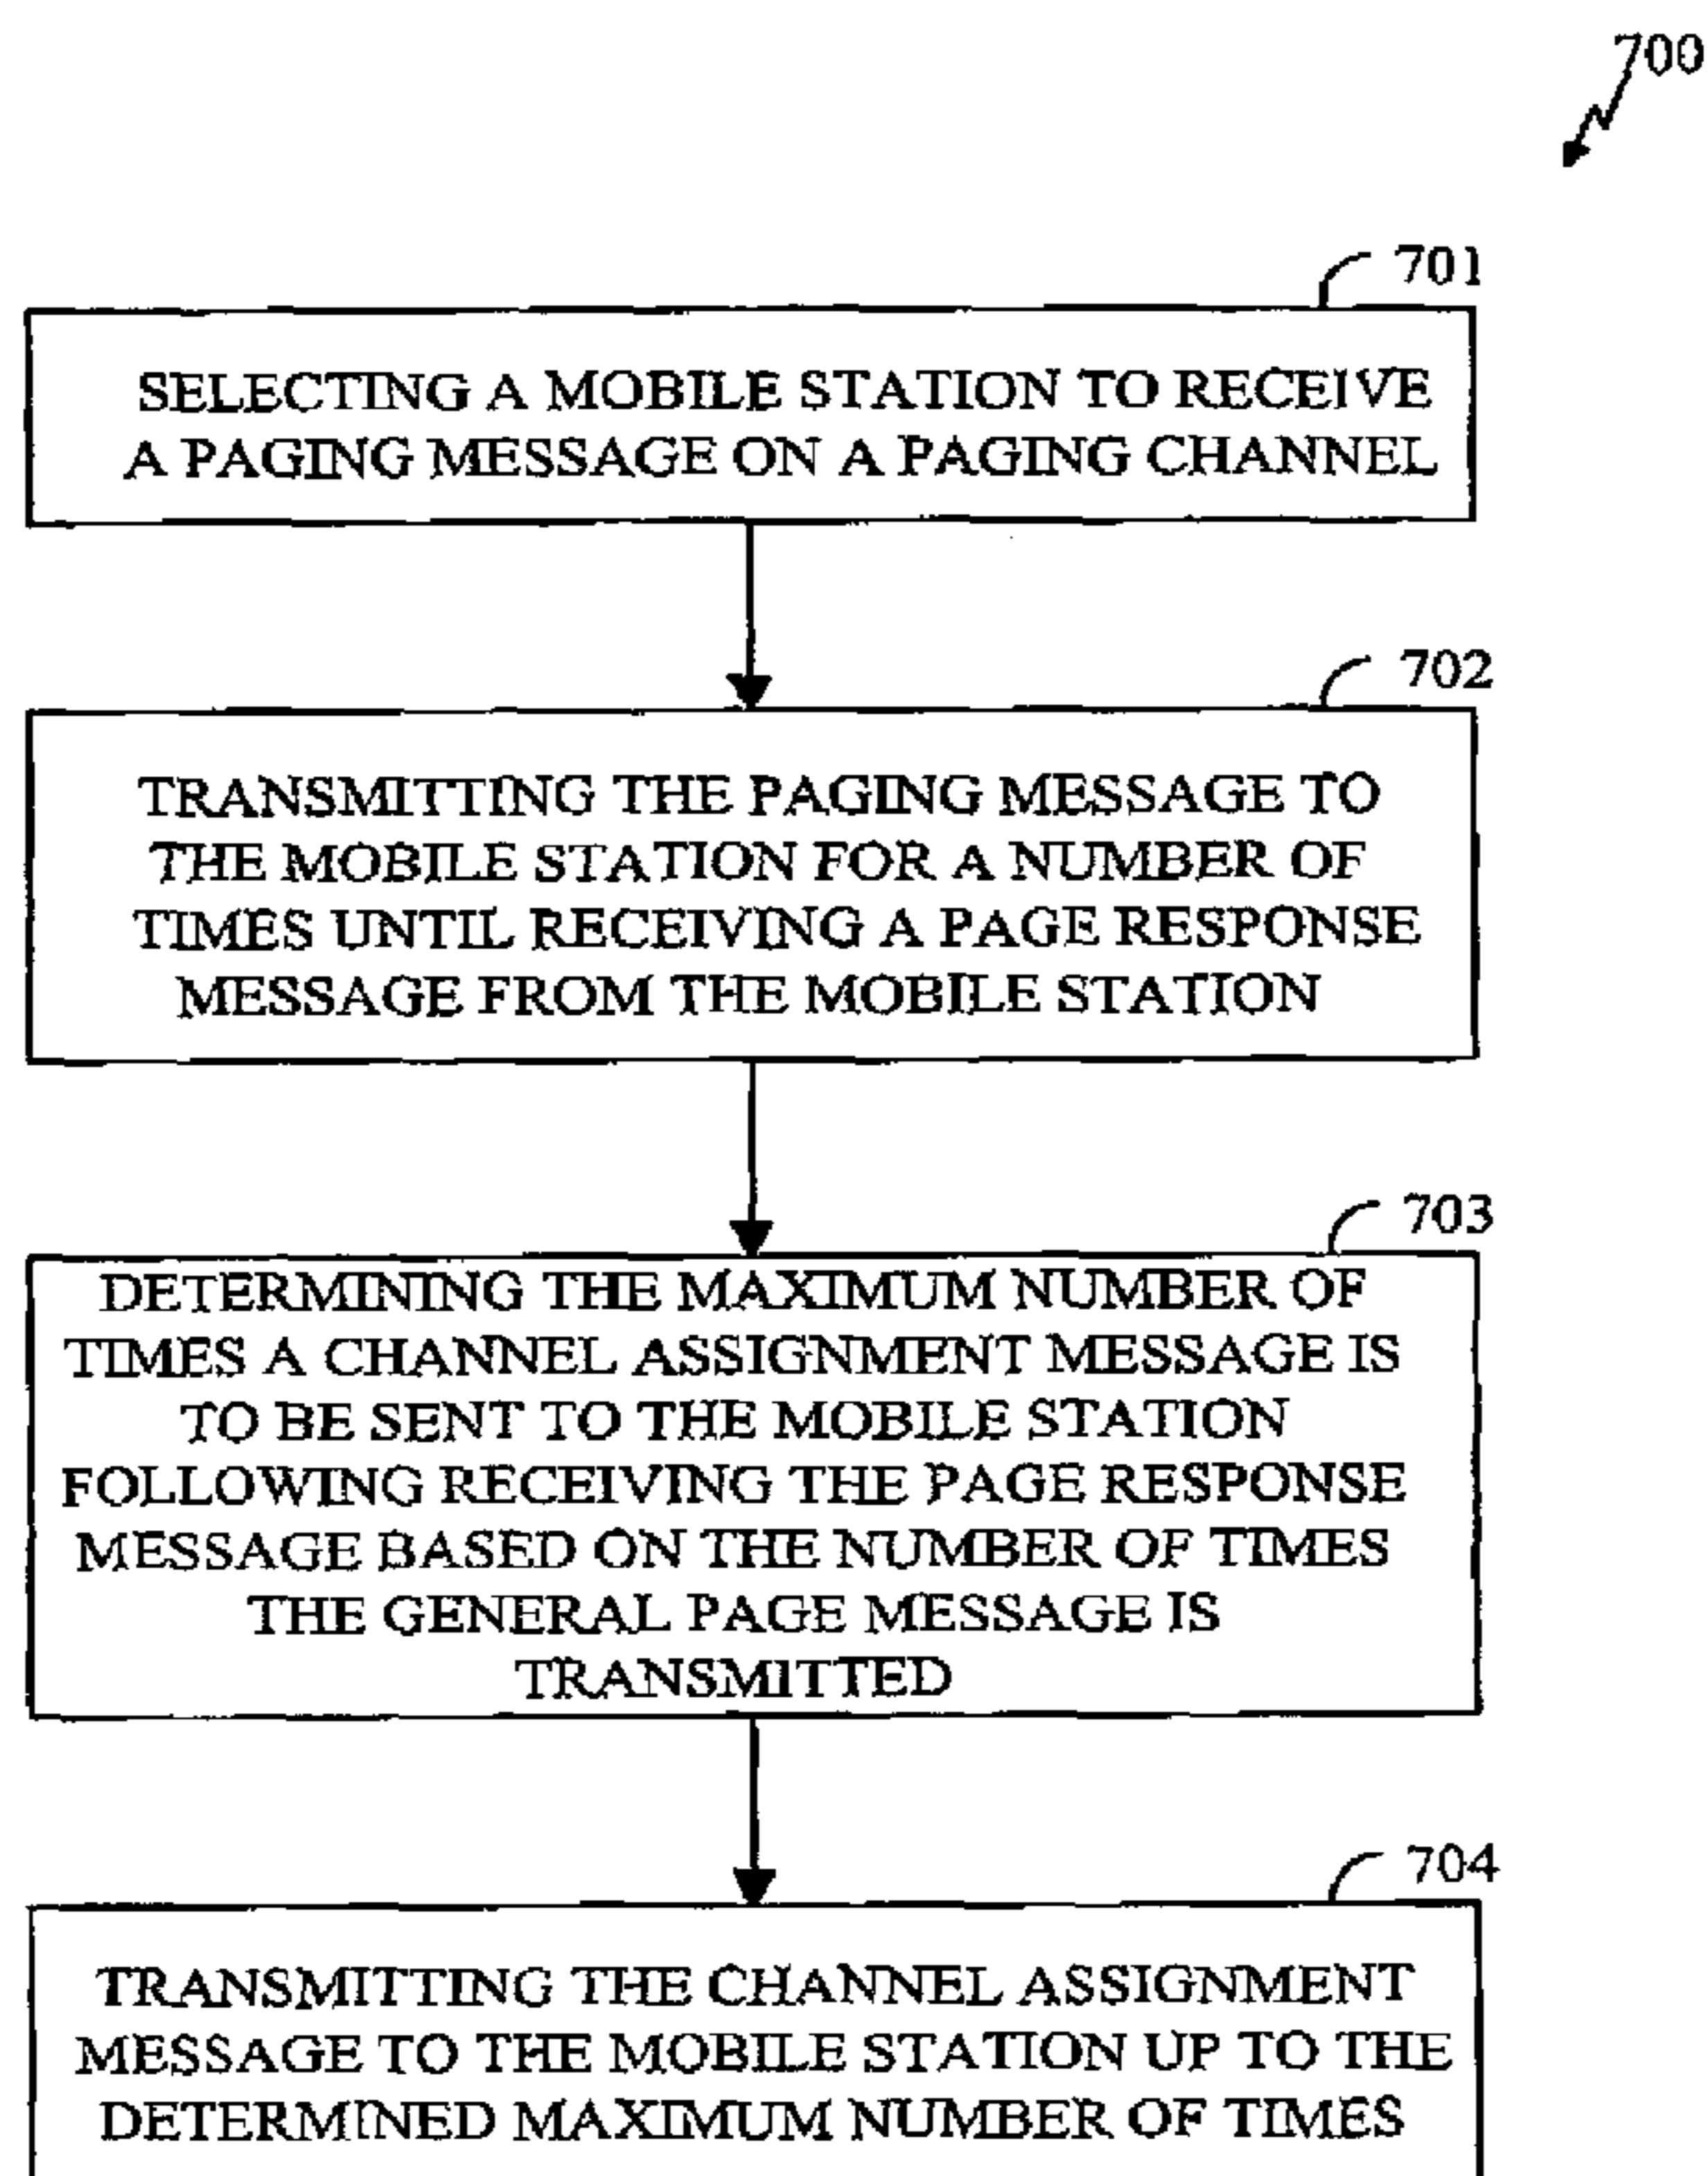 700
701
SELECTING A MOBILE STATION TO RECEIVE
A PAGING MESSAGE ON A PAGING CHANNEL
702
TRANSMITTING THE PAGING MESSAGE TO
THE MOBILE STATION FOR A NUMBER OF
TIMES UNTIL RECEIVING A PAGE RESPONSE
MESSAGE FROM THE MOBILE STATION
703
DETERMINING THE MAXIMUM NUMBER OF
TIMES A CHANNEL ASSIGNMENT MESSAGE IS
TO BE SENT TO THE MOBILE STATION
FOLLOWING RECEIVING THE PAGE RESPONSE
MESSAGE BASED ON THE NUMBER OF TIMES
THE GENERAL PAGE MESSAGE IS
TRANSMITTED
704
TRANSMITTING THE CHANNEL ASSIGNMENT
MESSAGE TO THE MOBILE STATION UP TO THE
DETERMINED MAXIMUM NUMBER OF TIMES